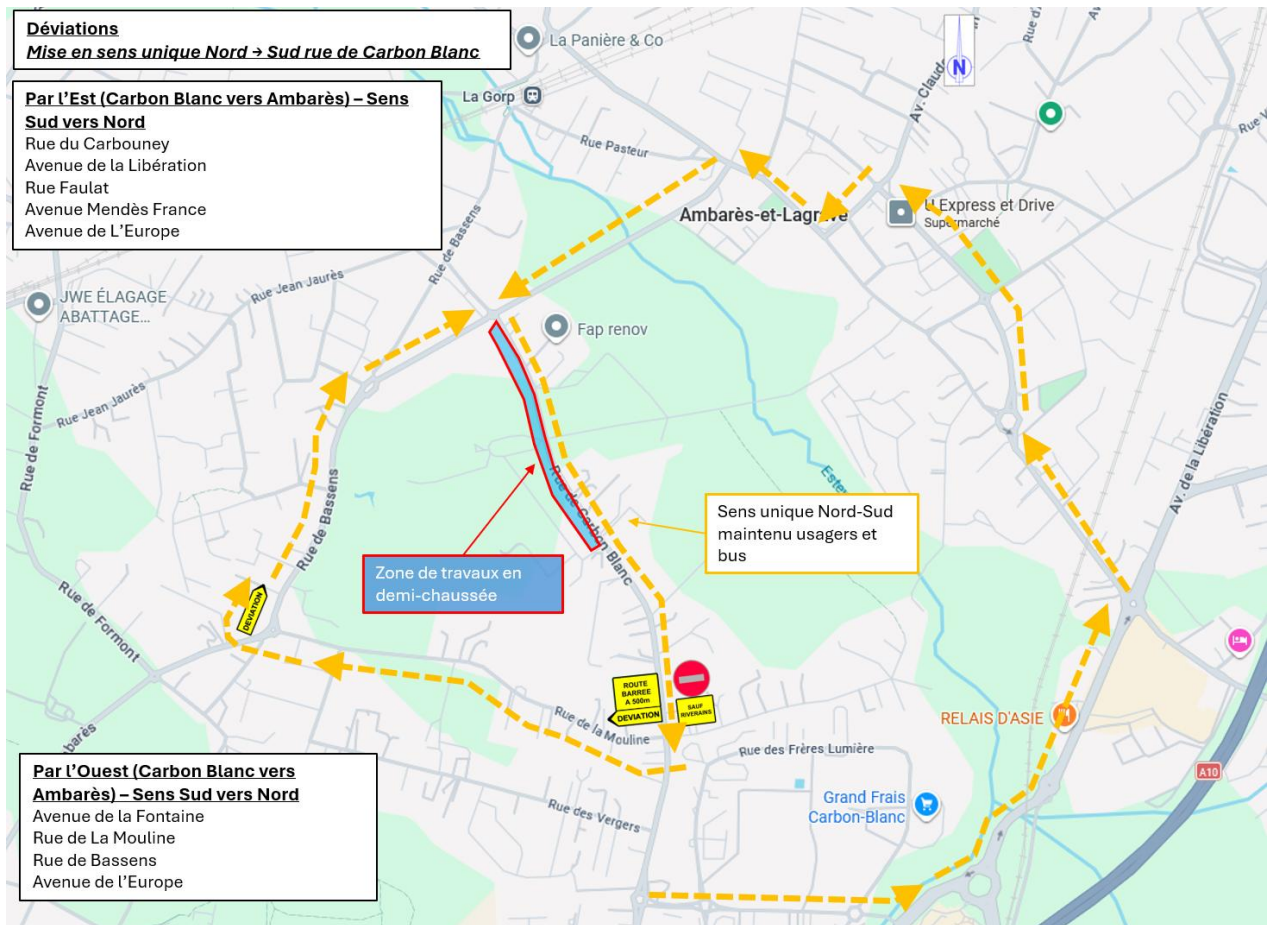 Déviations
Mise en sens unique Nord → Sud rue de Carbon Blanc
Par l’Est (Carbon Blanc vers Ambarès) – Sens
Sud vers Nord
Rue du Carbouney
Avenue de la Libération
Rue Faulat
Avenue Mendès France
Avenue de L’Europe
La Panière & Co
La Gorp
N
Av. Claude
Rue Pasteur
Ambarès-et-Lagrave
U Express et Drive
Supermarché
Rue de Bassens
Rue Jean Jaurès
JWE ÉLAGAGE
ABATTAGE...
Fap renov
Rue Jean Jaurès
Rue de Formont
Rue de Bassens
Rue de Carbon Blanc
Av. de la Libération
Sens unique Nord-Sud
maintenu usagers et
bus
Zone de travaux en
demi-chaussée
DEVIATION
Rue de Formont
ROUTE
BARREE
A 500m
DEVIATION
SAUF
RIVERAINS
Rue de la Mouline
RELAIS D'ASIE
Rue des Frères Lumière
A10
Grand Frais
Carbon-Blanc
Rue des Vergers
Par l’Ouest (Carbon Blanc vers
Ambarès) – Sens Sud vers Nord
Avenue de la Fontaine
Rue de La Mouline
Rue de Bassens
Avenue de l’Europe